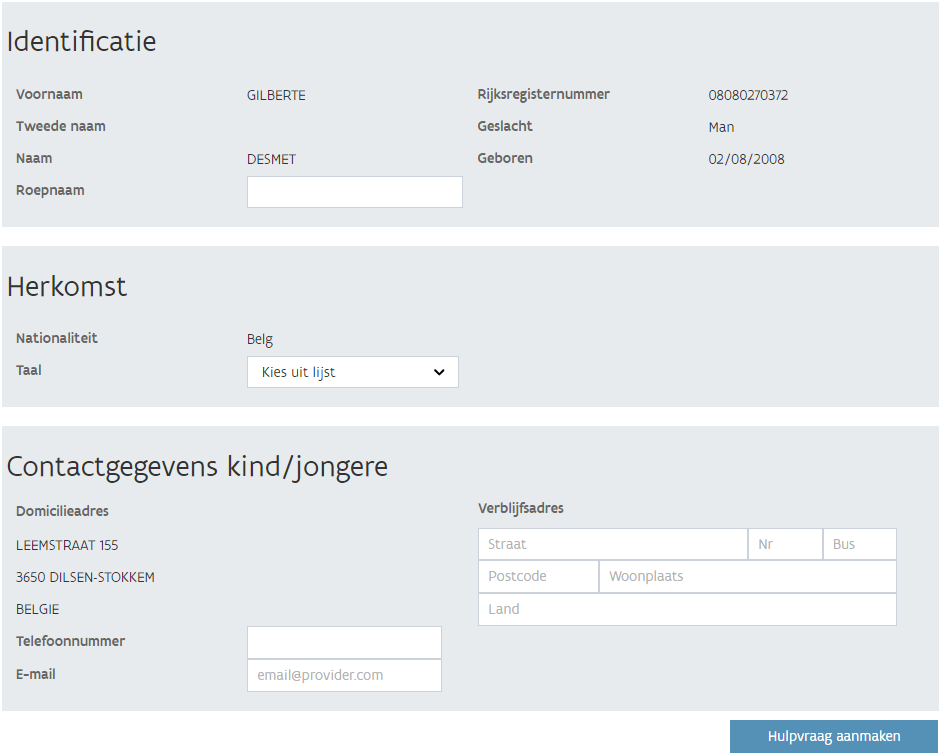 Identificatie
Voornaam GILBERTE Rijksregisternummer 08080270372
Tweede naam Geslacht Man
Naam DESMET Geboren 02/08/2008
Roepnaam
Herkomst
Nationaliteit Belg
Taal Kies uit lijst
Contactgegevens kind/jongere
Domicilieadres Verblijfsadres
LEEMSTRAAT 155 Straat Nr Bus
3650 DILSEN-STOKKEM Postcode Woonplaats
BELGIE Land
Telefoonnummer
E-mail email@provider.com
Hulpvraag aanmaken